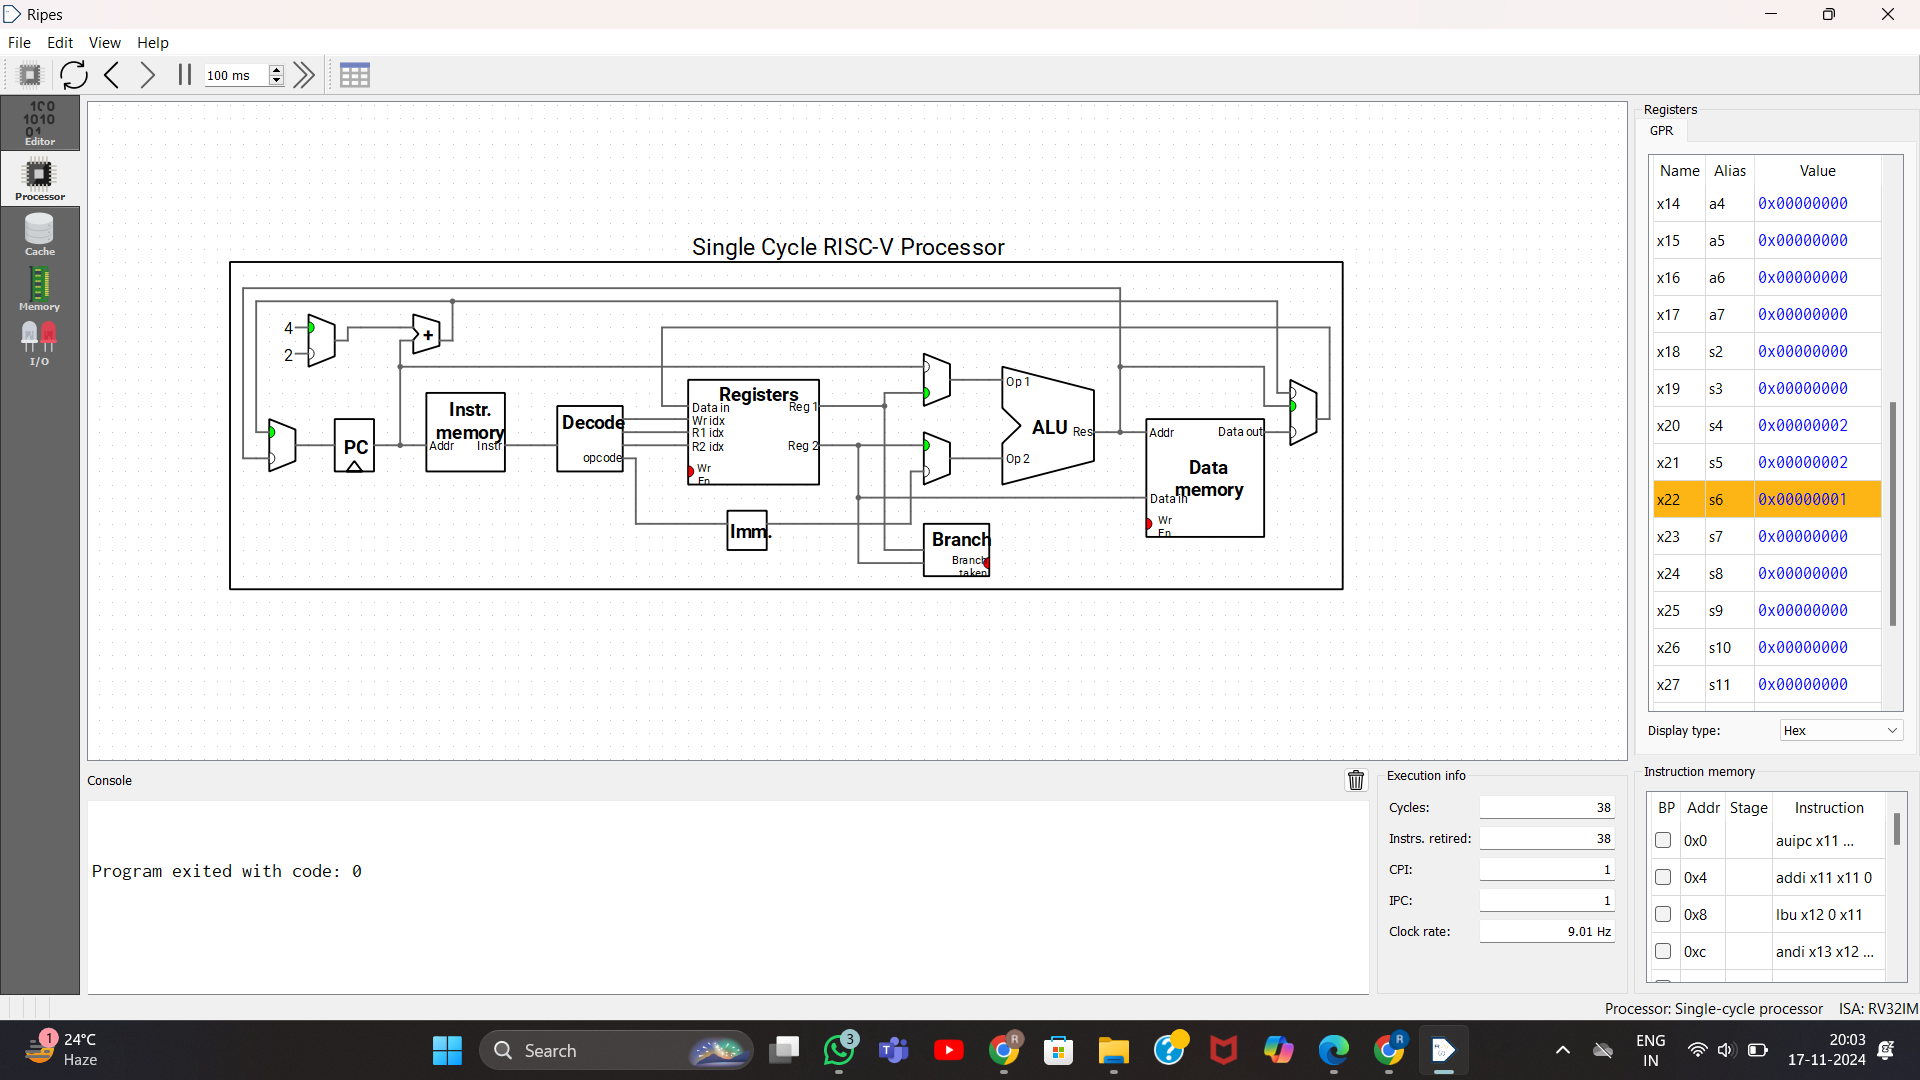 Ripes
File Edit View Help
100 ms
100
1010
01
Editor
Processor
Cache
Memory
I/O
Single Cycle RISC-V Processor
4
2
+
PC
Instr.
memory
Addr Instr
Decode
opcode
Registers
Data in Reg 1
Wr idx
R1 idx
R2 idx Reg 2
Wr
En
Imm.
Op 1
ALU Res
Op 2
Branch
Branch
taken
Addr Data out
Data
memory
Data in
Wr
En
Registers
GPR
Name Alias Value
x14 a4 0x00000000
x15 a5 0x00000000
x16 a6 0x00000000
x17 a7 0x00000000
x18 s2 0x00000000
x19 s3 0x00000000
x20 s4 0x00000002
x21 s5 0x00000002
x22 s6 0x00000001
x23 s7 0x00000000
x24 s8 0x00000000
x25 s9 0x00000000
x26 s10 0x00000000
x27 s11 0x00000000
Display type: Hex
Console
Program exited with code: 0
Execution info
Cycles: 38
Instrs. retired: 38
CPI: 1
IPC: 1
Clock rate: 9.01 Hz
Instruction memory
BP Addr Stage Instruction
0x0 auipc x11 ...
0x4 addi x11 x11 0
0x8 lbu x12 0 x11
0xc andi x13 x12 ...
Processor: Single-cycle processor ISA: RV32IM
1
24°C
Haze
Search
3
R
R
ENG
IN
20:03
17-11-2024